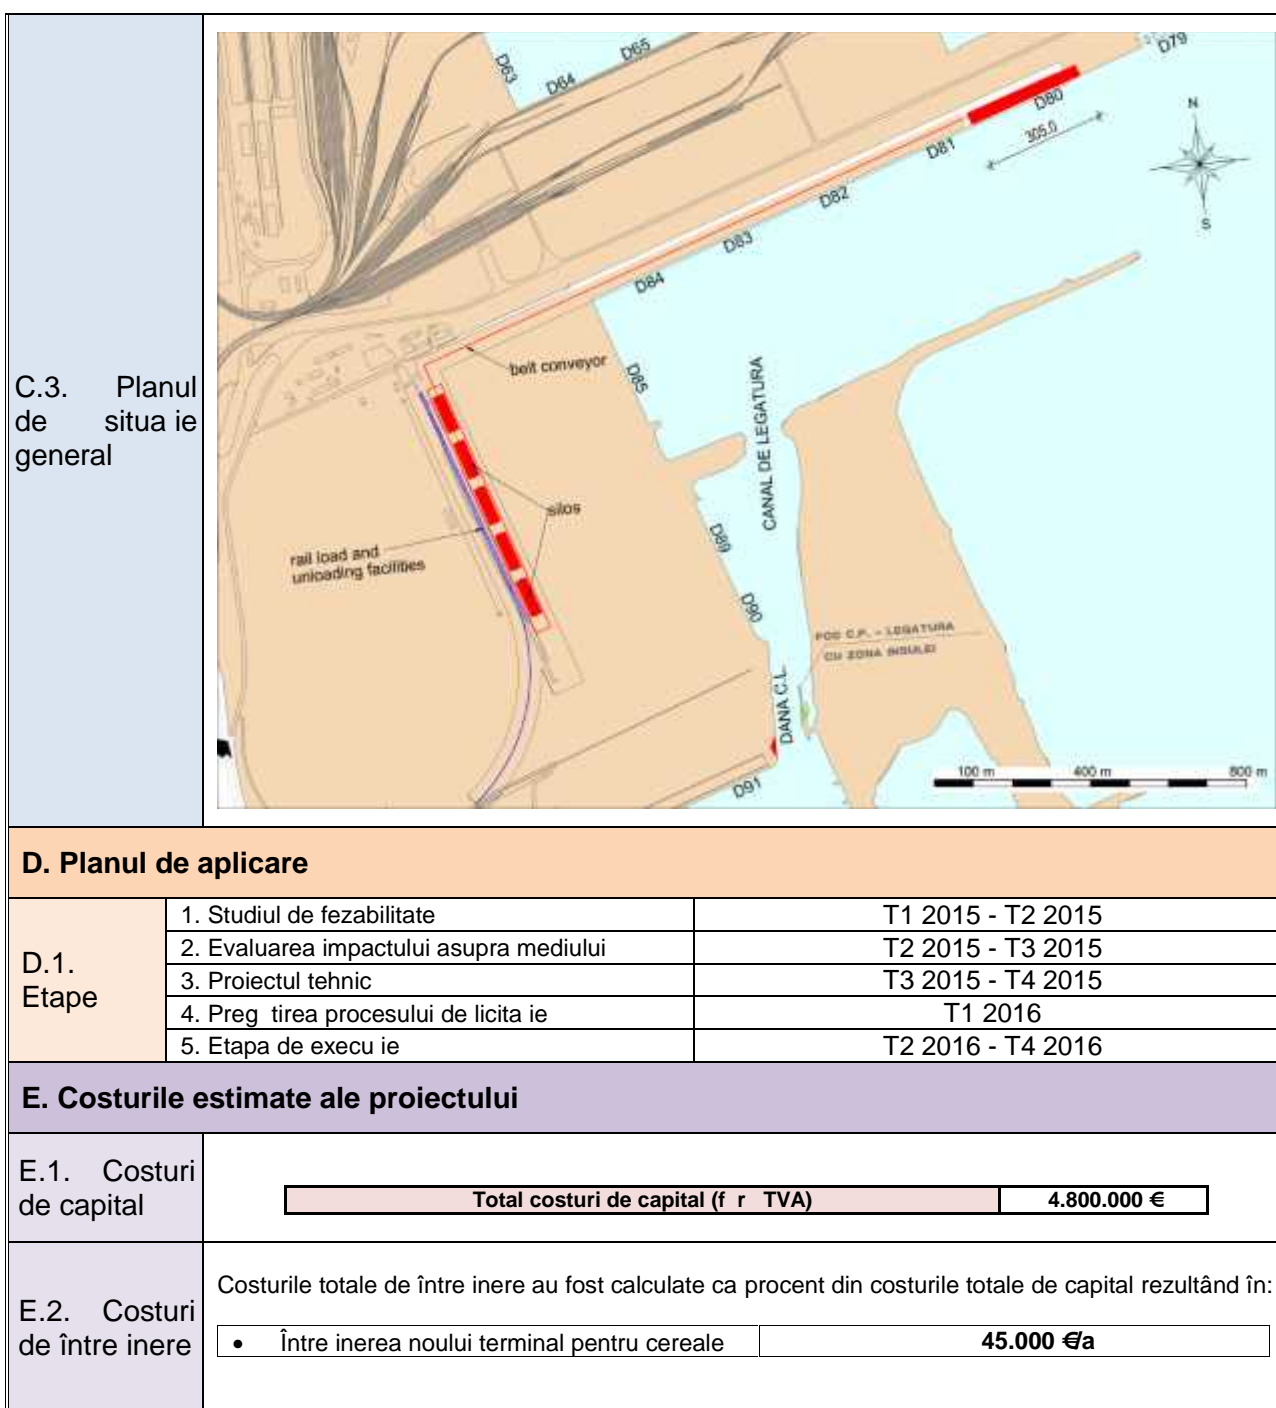 C.3. Planul
de situa ie
general
D63
D64
D65
D79
D80
305.0
D81
D82
D83
D84
N
S
belt conveyor
D85
CANAL DE LEGATURA
silos
rail load and
unloading facilities
D89
D90
POD C.F. - LEGATURA
CU ZONA INSULEI
DANA C.L.
D91
100 m 400 m 800 m
D. Planul de aplicare
D.1.
Etape
1. Studiul de fezabilitate T1 2015 - T2 2015
2. Evaluarea impactului asupra mediului T2 2015 - T3 2015
3. Proiectul tehnic T3 2015 - T4 2015
4. Preg tirea procesului de licita ie T1 2016
5. Etapa de execu ie T2 2016 - T4 2016
E. Costurile estimate ale proiectului
E.1. Costuri
de capital
Total costuri de capital (f r TVA) 4.800.000 €
E.2. Costuri
de între inere
Costurile totale de între inere au fost calculate ca procent din costurile totale de capital rezultând în:
• Între inerea noului terminal pentru cereale 45.000 €/a